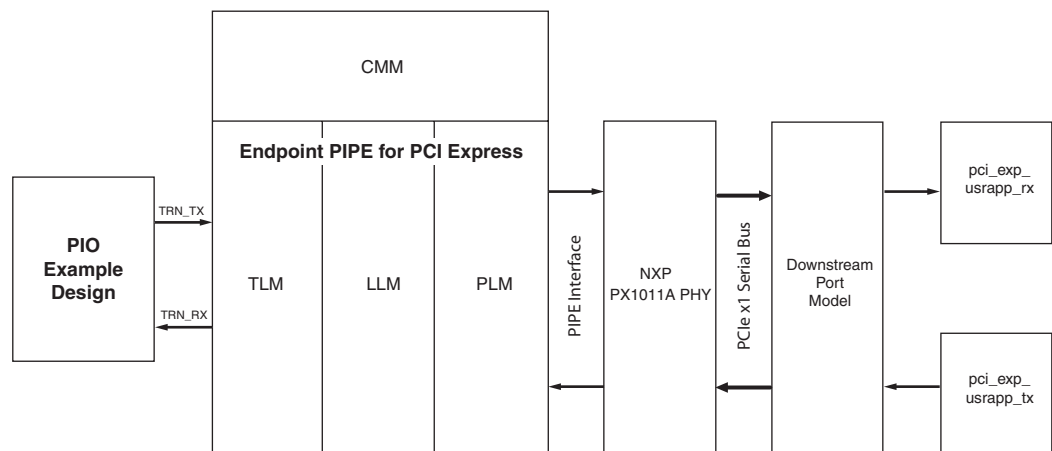 CMM
Endpoint PIPE for PCI Express
TLM
LLM
PLM
PIO
Example
Design
TRN_TX
TRN_RX
PIPE Interface
NXP
PX1011A PHY
PCIe x1 Serial Bus
Downstream
Port
Model
pci_exp_
usrapp_rx
pci_exp_
usrapp_tx